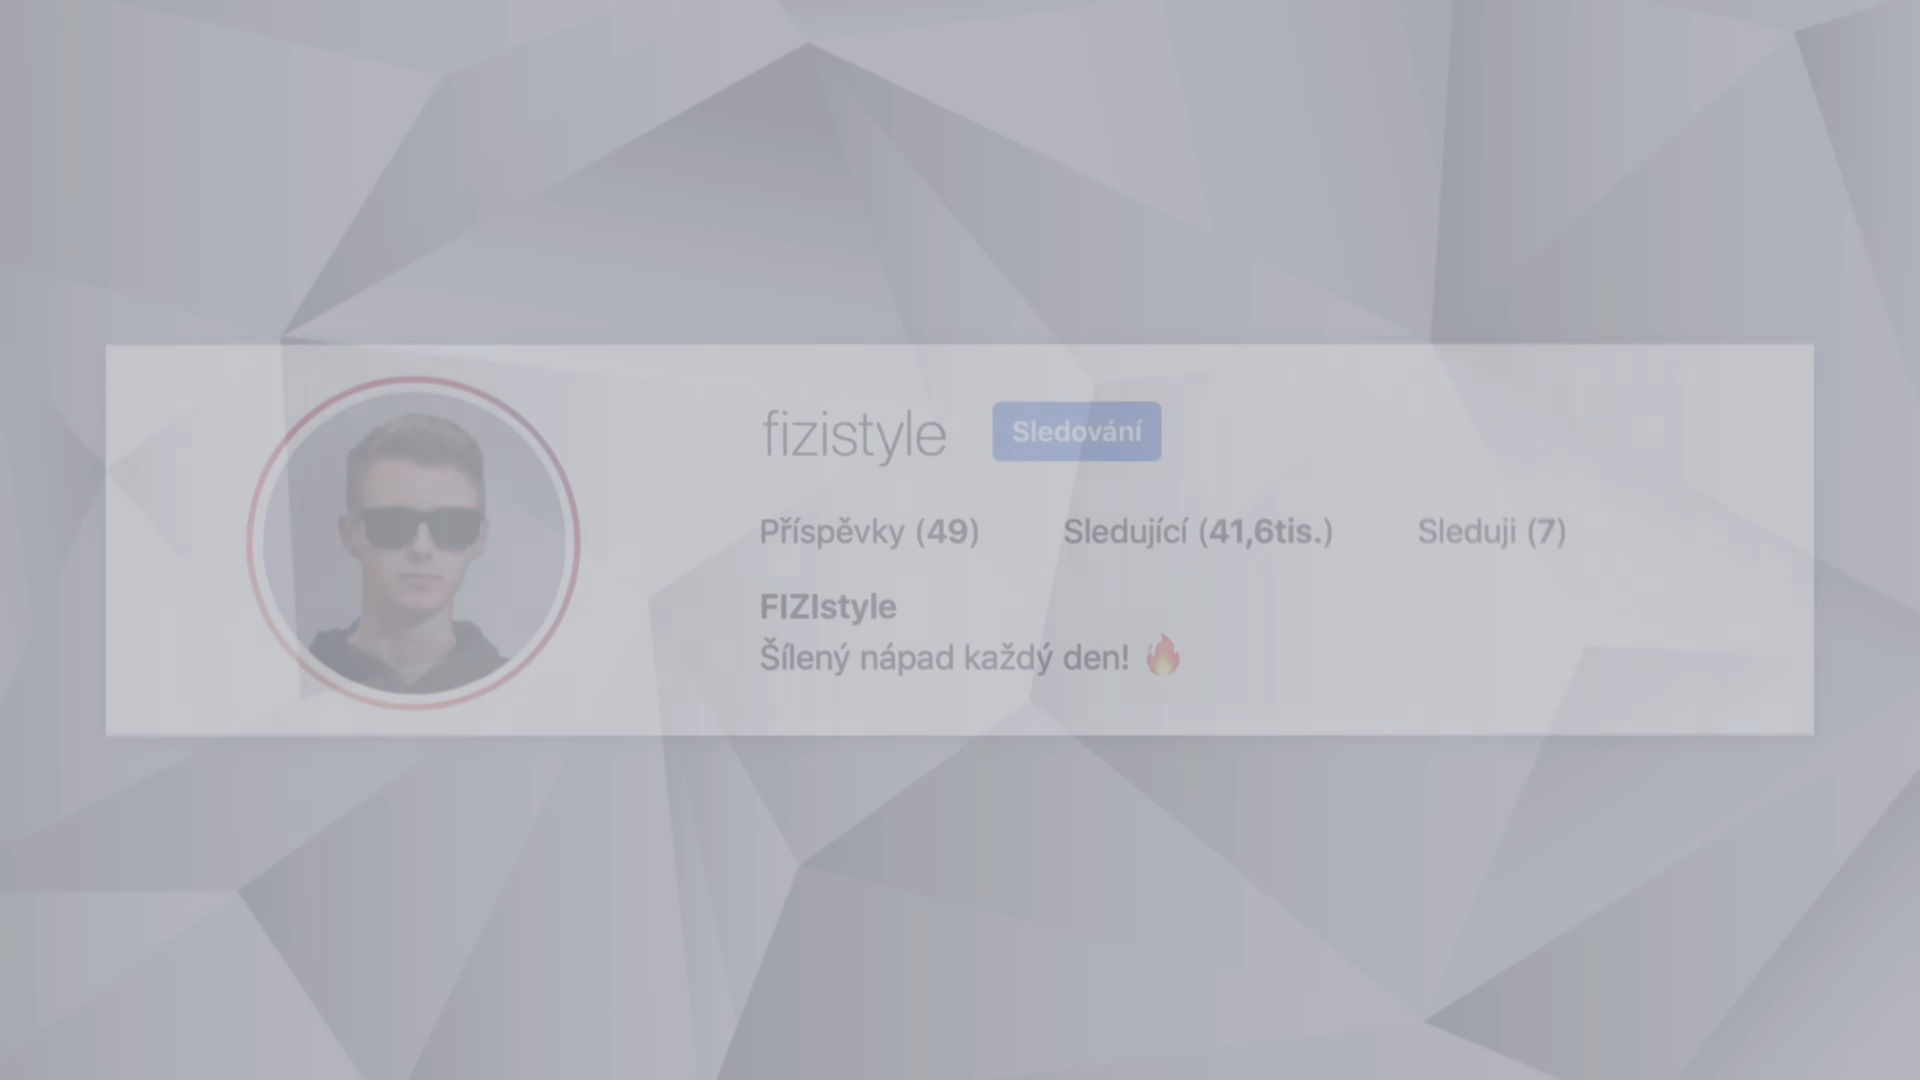 fizistyle Sledování
Příspěvky (49) Sledující (41,6tis.) Sleduji (7)
FIZIstyle
Šílený nápad každý den! 🔥